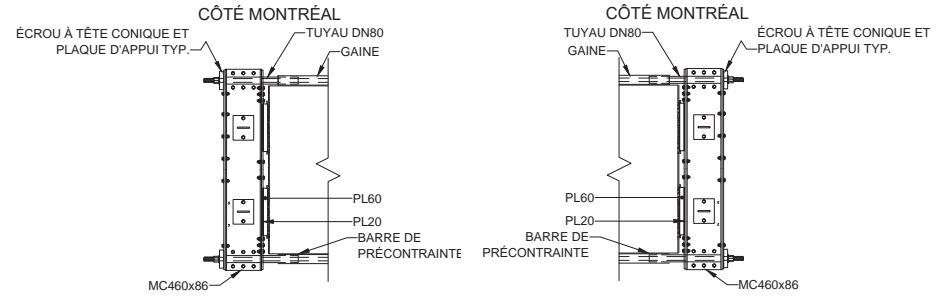 CÔTÉ MONTRÉAL
ÉCROU À TÊTE CONIQUE ET
PLAQUE D'APPUI TYP.
TUYAU DN80
GAINE
PL60
PL20
BARRE DE
PRÉCONTRAINTE
MC460x86
CÔTÉ MONTRÉAL
TUYAU DN80
GAINE
ÉCROU À TÊTE CONIQUE ET
PLAQUE D'APPUI TYP.
PL60
PL20
BARRE DE
PRÉCONTRAINTE
MC460x86